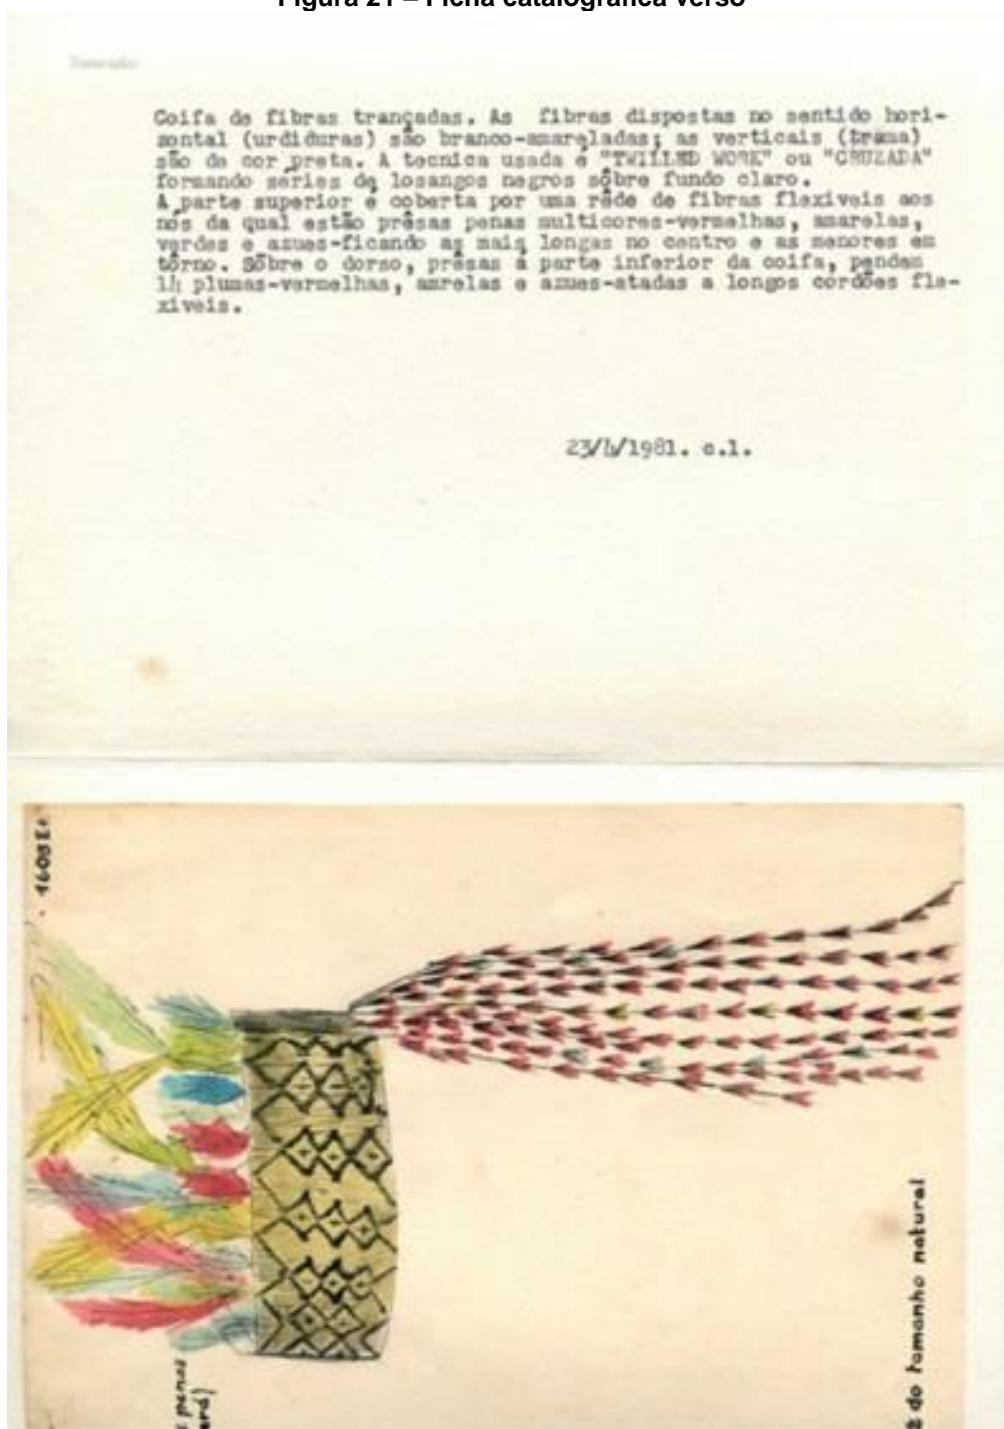 Figura 21 – Ficha catalográfica verso
Coifa de fibras trançadas. As fibras dispostas no sentido hori-
zontal (urdiduras) são branco-amareladas; as verticais (trama)
são de cor preta. A tecnica usada é "TWILLED WORK" ou "CRUZADA"
formando séries de losangos negros sôbre fundo claro.
A parte superior é coberta por uma rêde de fibras flexiveis aos
nós da qual estão prêsas penas multicores-vermelhas, amarelas,
verdes e azues-ficando as mais longas no centro e as menores em
tôrno. Sôbre o dorso, prêsas à parte inferior da coifa, pendem
14 plumas-vermelhas, amrelas e azues-atadas a longos cordões fle-
xiveis.
23/4/1981. c.l.
1608 E
penas
do tamanho natural